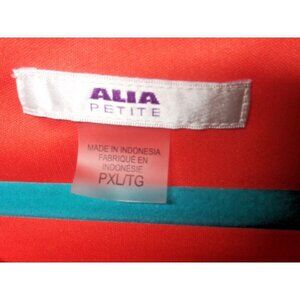 ALIA
PETITE
MADE IN INDONESIA
FABRIQUÉ EN
INDONÉSIE
PXL/TG